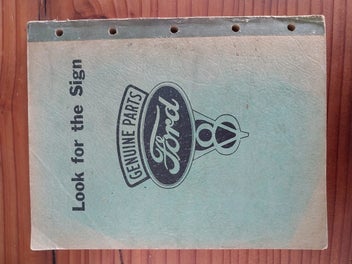 Look for the Sign
GENUINE PARTS
Ford
V8